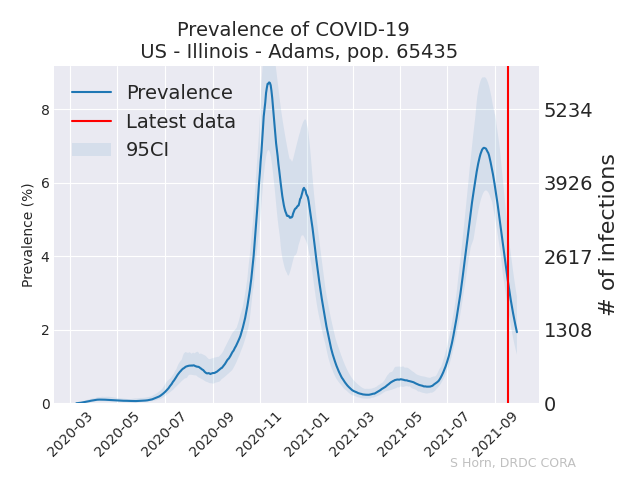 Prevalence of COVID-19
US - Illinois - Adams, pop. 65435
Prevalence
Latest data
95CI
Prevalence (%)
8
6
4
2
0
5234
3926
2617
1308
0
# of infections
2020-03
2020-05
2020-07
2020-09
2020-11
2021-01
2021-03
2021-05
2021-07
2021-09
S Horn, DRDC CORA